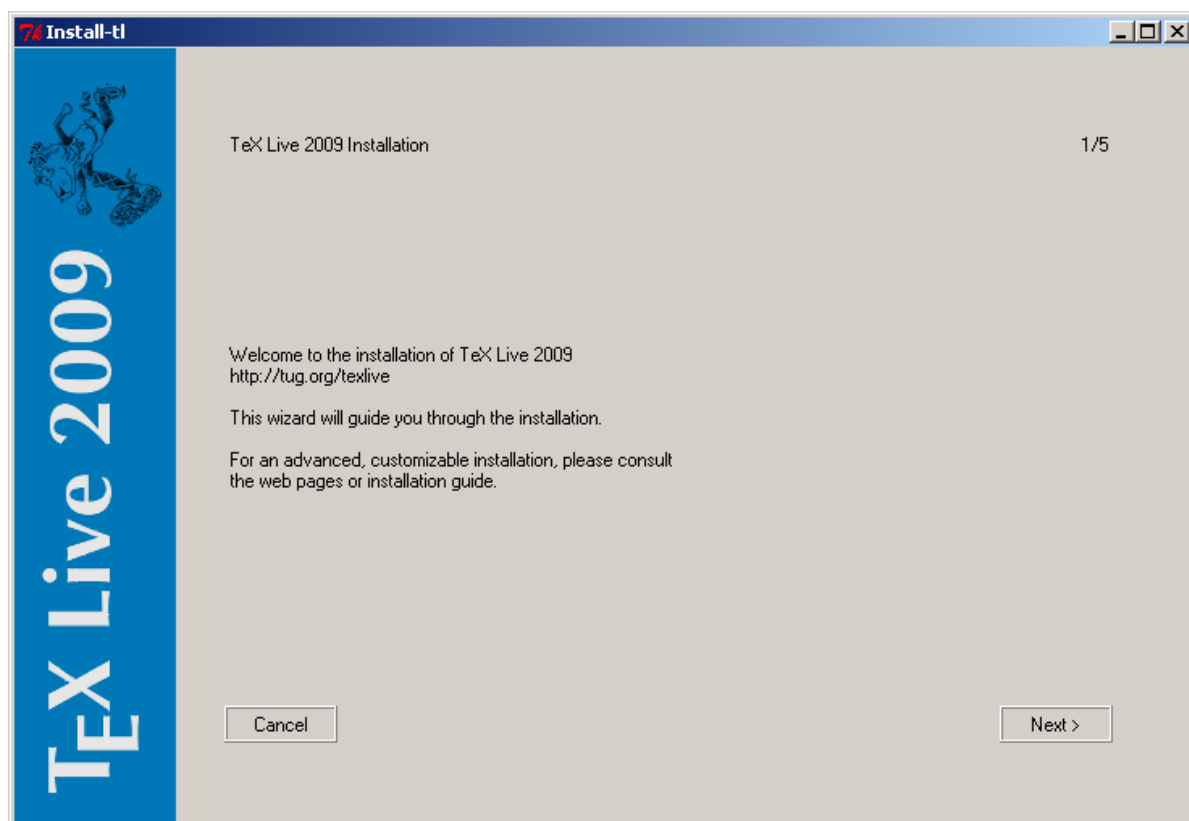 Install-tl
TeX Live 2009
TeX Live 2009 Installation
1/5
Welcome to the installation of TeX Live 2009
http://tug.org/texlive
This wizard will guide you through the installation.
For an advanced, customizable installation, please consult
the web pages or installation guide.
Cancel
Next >